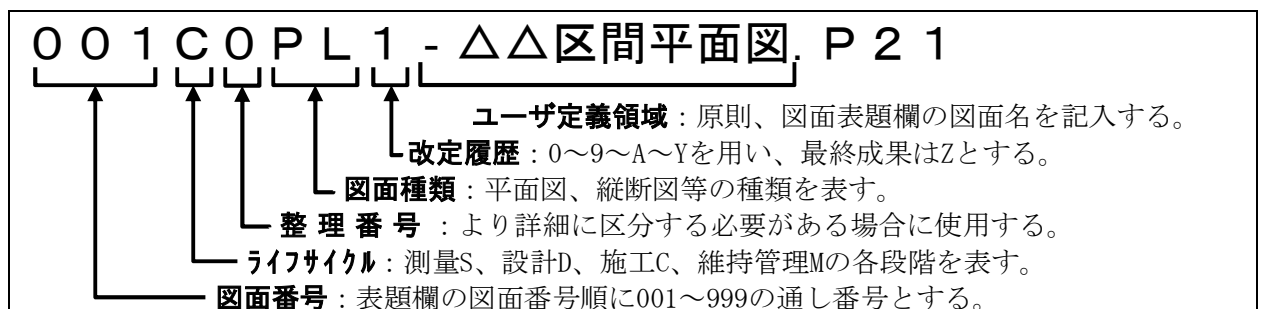 001C0PL1-△△区間平面図.P21
ユーザ定義領域：原則、図面表題欄の図面名を記入する。
改定履歴：0～9～A～Yを用い、最終成果はZとする。
図面種類：平面図、縦断図等の種類を表す。
整理番号：より詳細に区分する必要がある場合に使用する。
ﾗｲﾌｻｲｸﾙ：測量S、設計D、施工C、維持管理Mの各段階を表す。
図面番号：表題欄の図面番号順に001～999の通し番号とする。